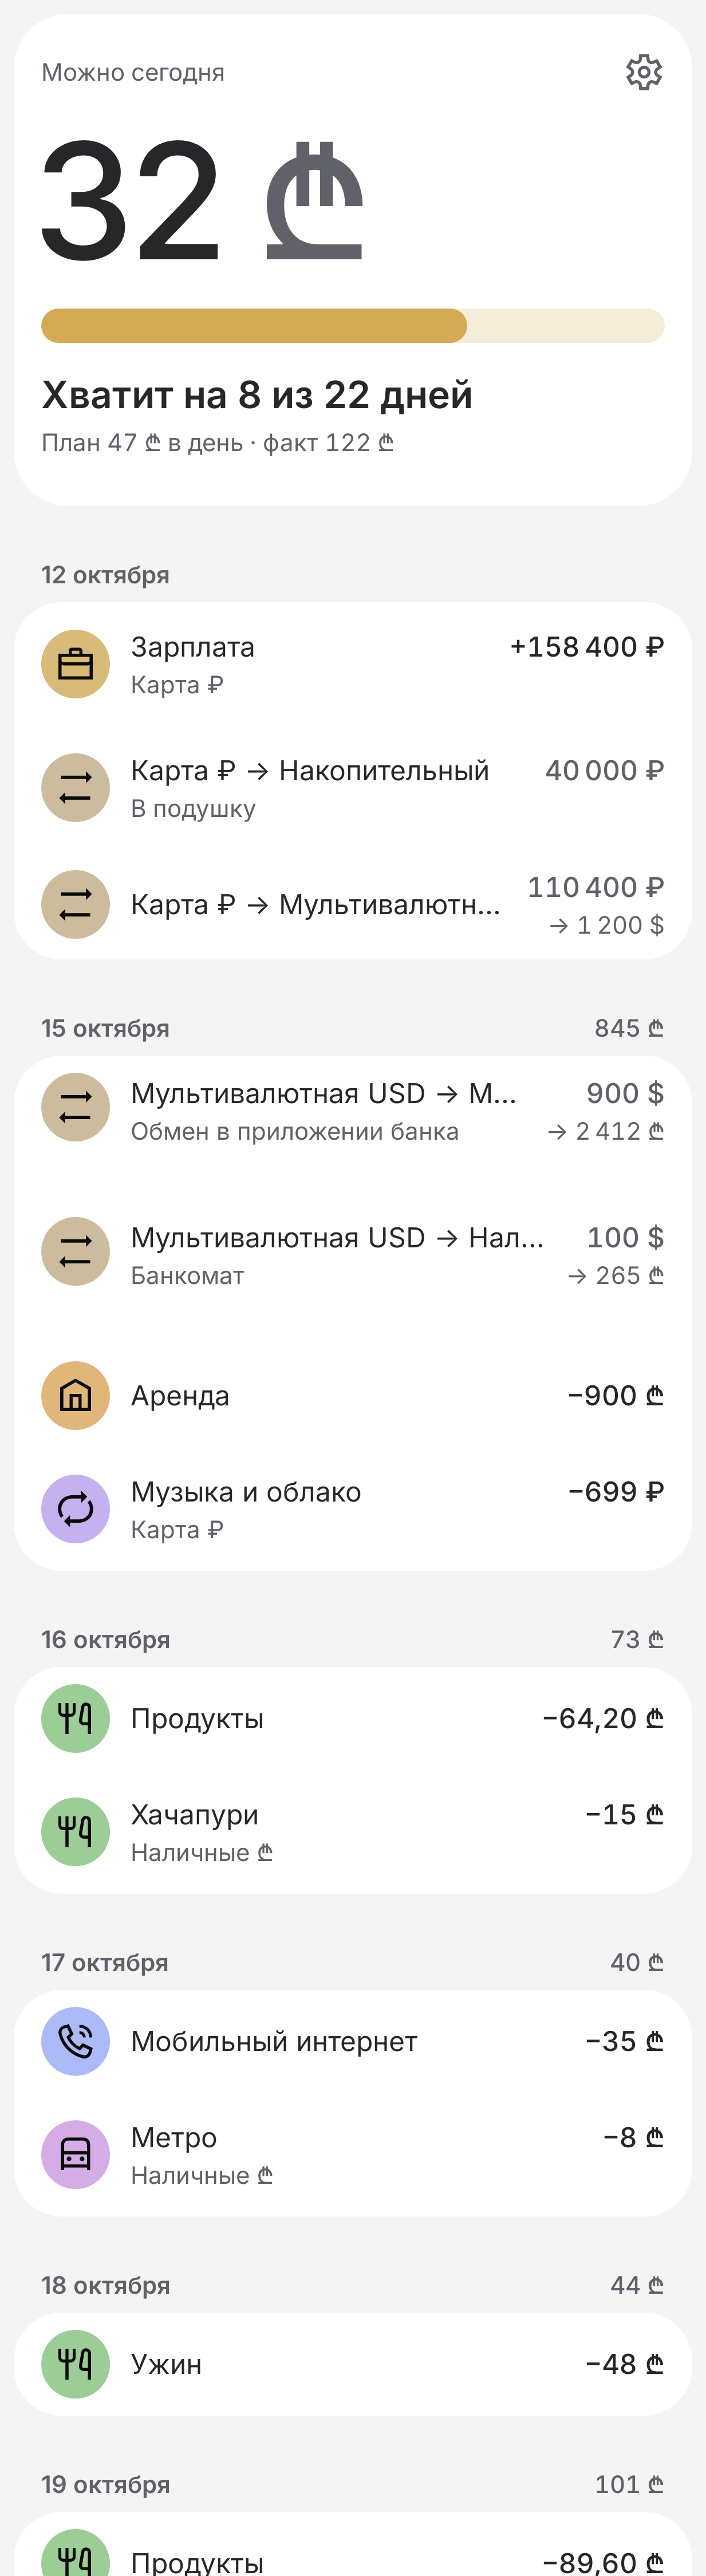 Можно сегодня
32 ₾
Хватит на 8 из 22 дней
План 47 ₾ в день · факт 122 ₾
12 октября
Зарплата +158 400 ₽
Карта ₽
Карта ₽ → Накопительный 40 000 ₽
В подушку
Карта ₽ → Мультивалютн... 110 400 ₽
→ 1 200 $
15 октября 845 ₾
Мультивалютная USD → М... 900 $
Обмен в приложении банка → 2 412 ₾
Мультивалютная USD → Нал... 100 $
Банкомат → 265 ₾
Аренда −900 ₾
Музыка и облако −699 ₽
Карта ₽
16 октября 73 ₾
Продукты −64,20 ₾
Хачапури −15 ₾
Наличные ₾
17 октября 40 ₾
Мобильный интернет −35 ₾
Метро −8 ₾
Наличные ₾
18 октября 44 ₾
Ужин −48 ₾
19 октября 101 ₾
Продукты −89,60 ₾